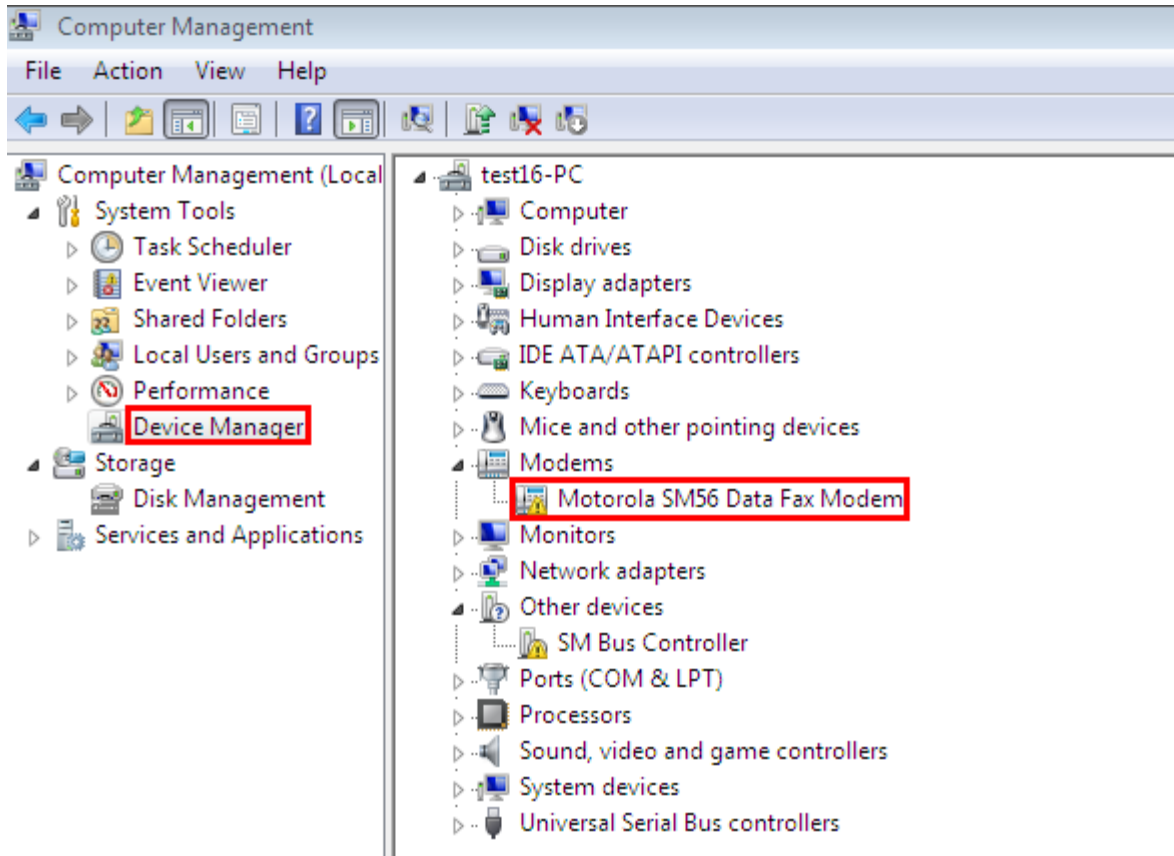 Computer Management
File Action View Help
Computer Management (Local
System Tools
Task Scheduler
Event Viewer
Shared Folders
Local Users and Groups
Performance
Device Manager
Storage
Disk Management
Services and Applications
test16-PC
Computer
Disk drives
Display adapters
Human Interface Devices
IDE ATA/ATAPI controllers
Keyboards
Mice and other pointing devices
Modems
Motorola SM56 Data Fax Modem
Monitors
Network adapters
Other devices
SM Bus Controller
Ports (COM & LPT)
Processors
Sound, video and game controllers
System devices
Universal Serial Bus controllers